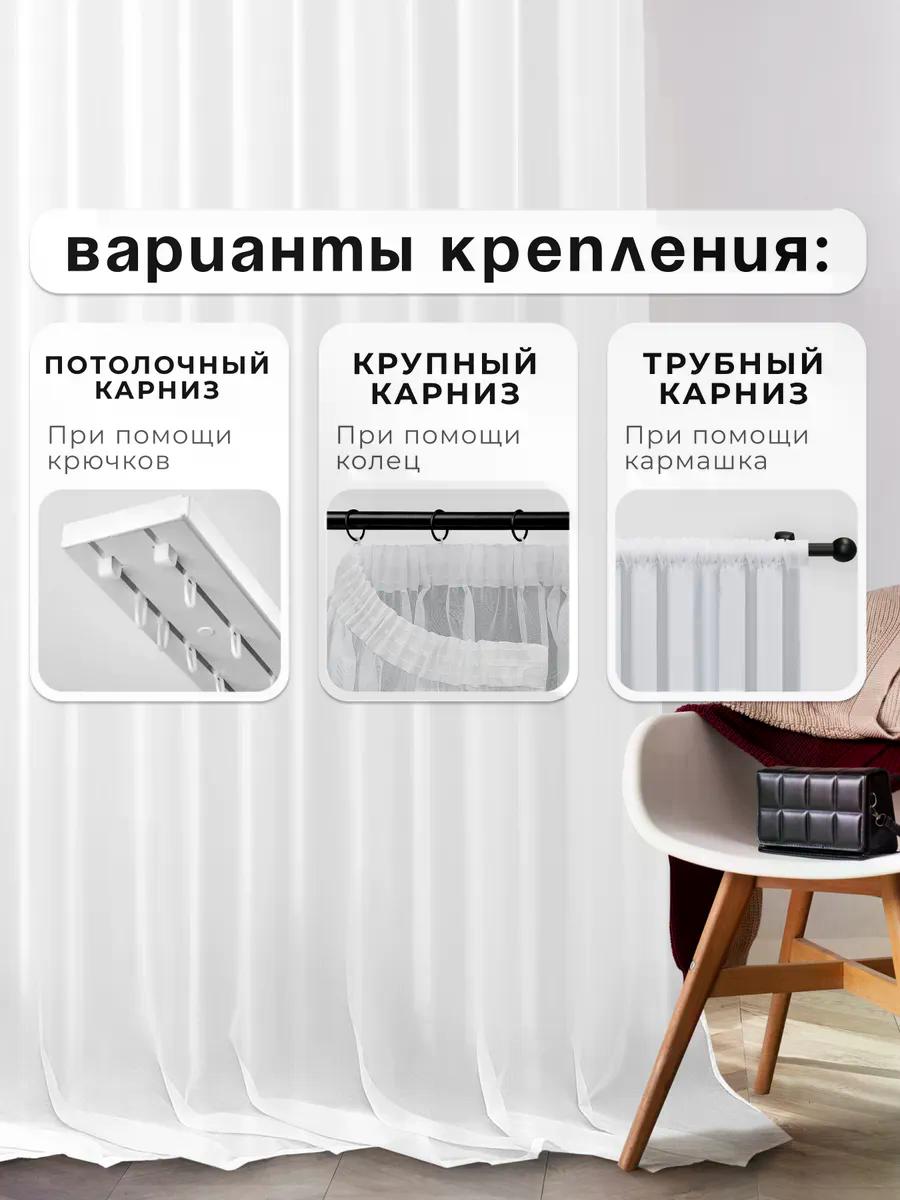 варианты крепления:
ПОТОЛОЧНЫЙ
КАРНИЗ
При помощи
крючков
КРУПНЫЙ
КАРНИЗ
При помощи
колец
ТРУБНЫЙ
КАРНИЗ
При помощи
кармашка